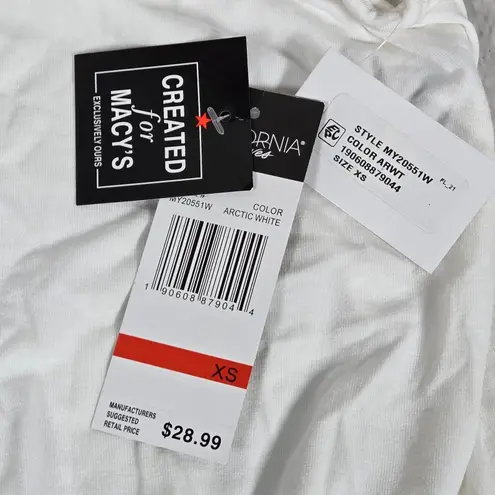 CREATED
for
MACY'S
EXCLUSIVELY OURS
MY20551W
COLOR
ARCTIC WHITE
1 90608 87904 4
XS
MANUFACTURERS
SUGGESTED
RETAIL PRICE
$28.99
STYLE MY20551W
COLOR ARWT
190608879044
SIZE XS
FL_21